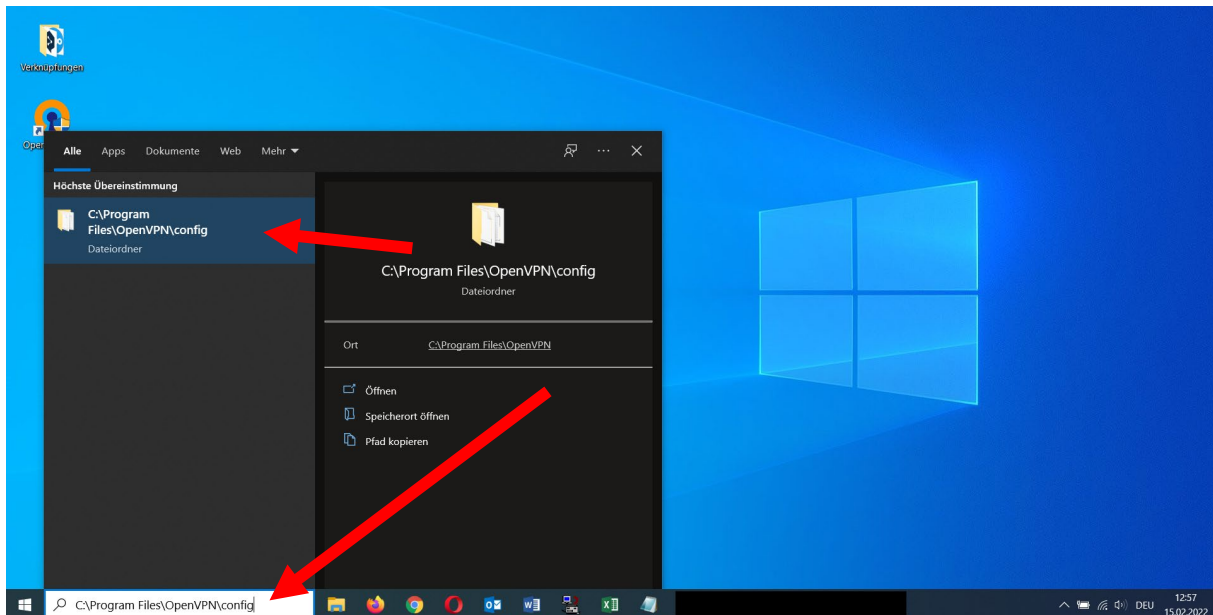 Verknüpfungen
Open
Alle Apps Dokumente Web Mehr
Höchste Übereinstimmung
C:\Program
Files\OpenVPN\config
Dateiordner
C:\Program Files\OpenVPN\config
Dateiordner
Ort C:\Program Files\OpenVPN
Öffnen
Speicherort öffnen
Pfad kopieren
C:\Program Files\OpenVPN\config
DEU
12:57
15.02.2022